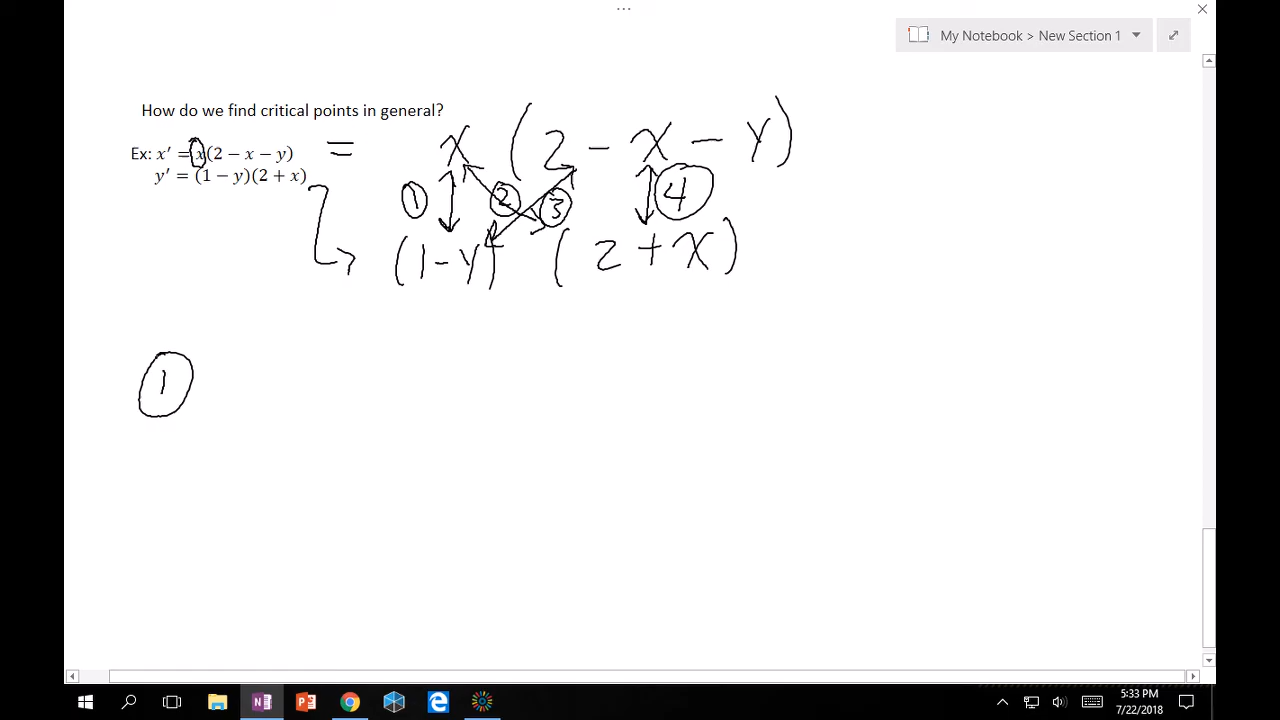 ...
My Notebook > New Section 1
How do we find critical points in general?
Ex: x′ = x(2 − x − y) = x (2 − x − y)
y′ = (1 − y)(2 + x)
① ② ③ ④
(1 − y) (2 + x)
①
5:33 PM
7/22/2018